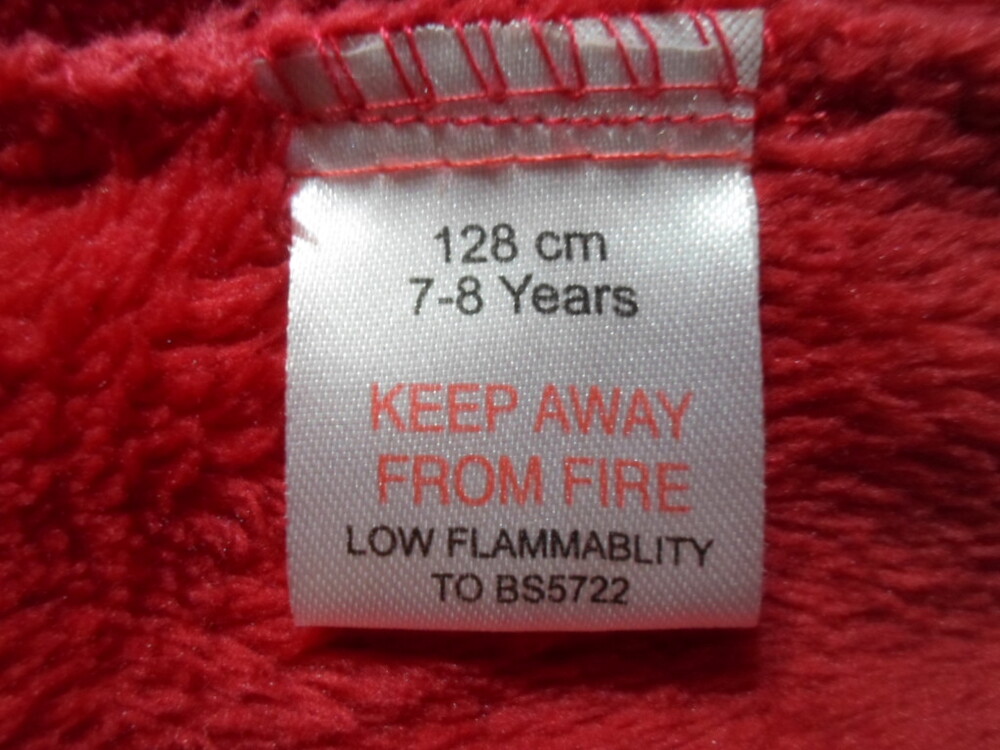 128 cm
7-8 Years
KEEP AWAY
FROM FIRE
LOW FLAMMABLITY
TO BS5722